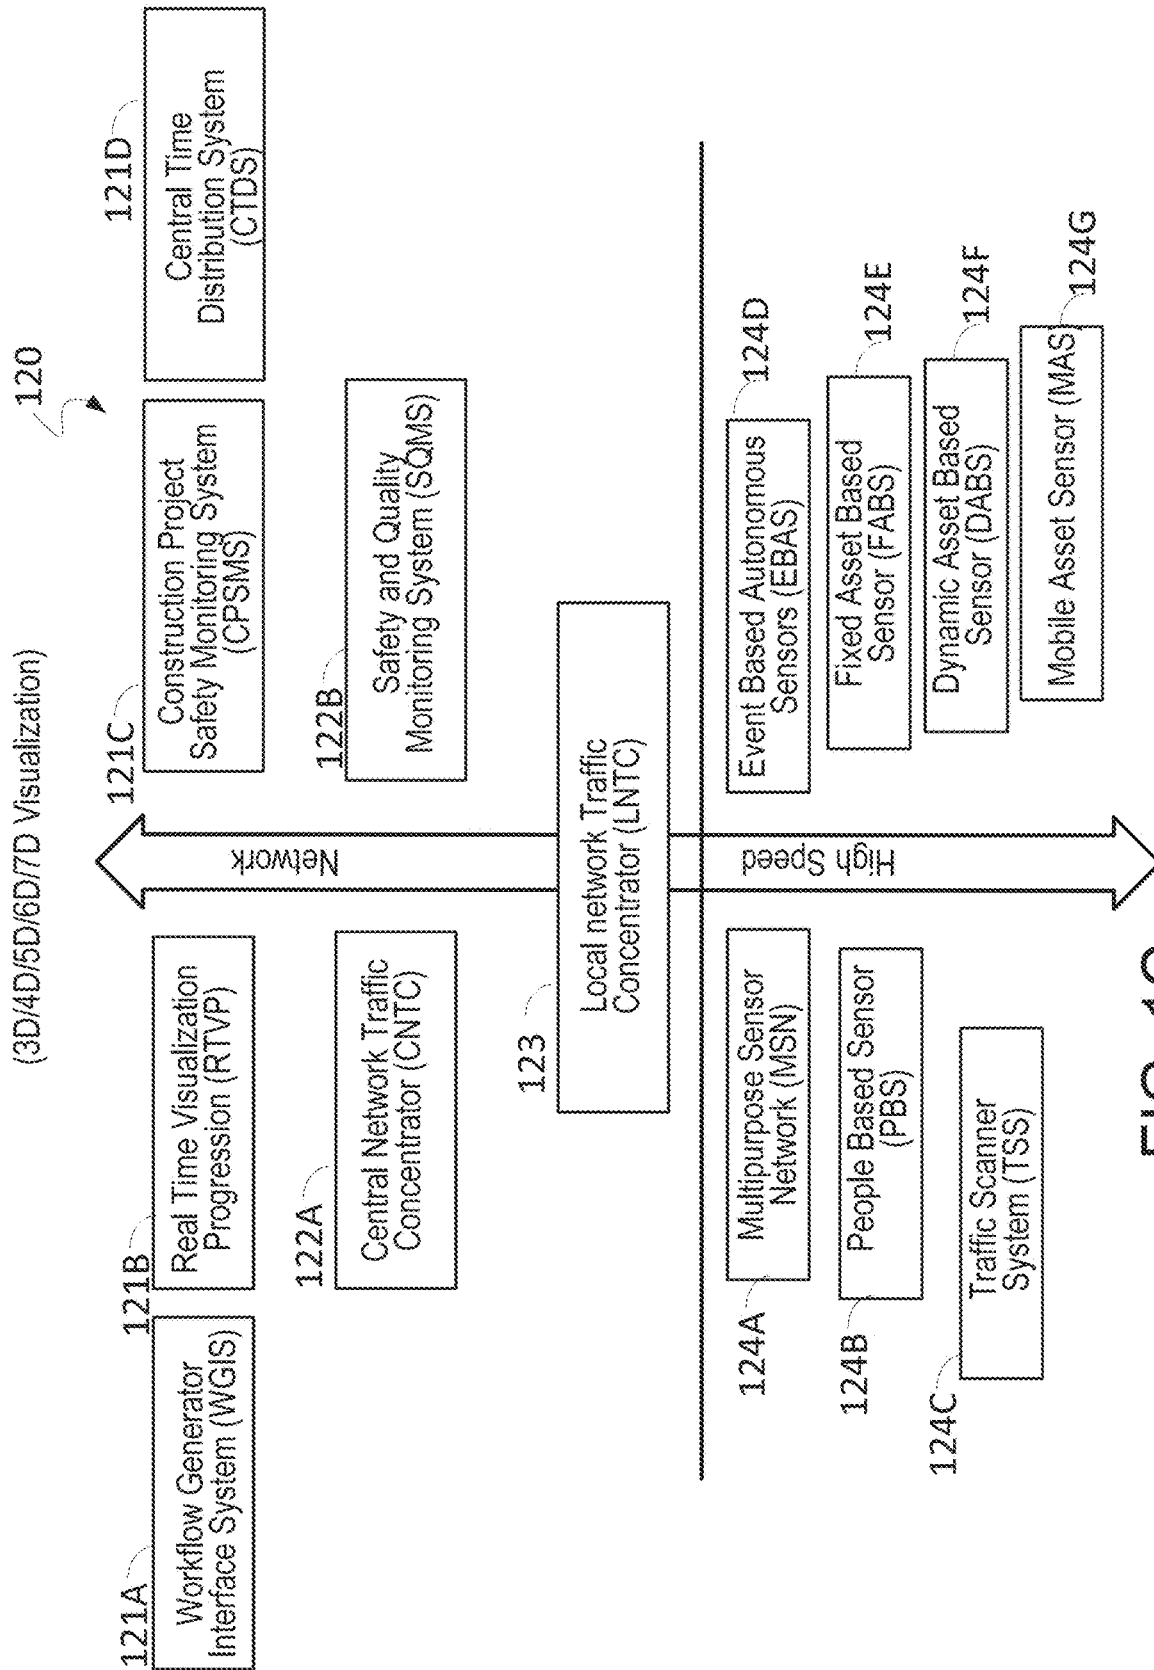 (3D/4D/5D/6D/7D Visualization)
120
121A
Workflow Generator
Interface System (WGIS)
121B
Real Time Visualization
Progression (RTVP)
121C
Construction Project
Safety Monitoring System
(CPSMS)
121D
Central Time
Distribution System
(CTDS)
122A
Central Network Traffic
Concentrator (CNTC)
Network
122B
Safety and Quality
Monitoring System (SQMS)
123
Local network Traffic
Concentrator (LNTC)
124A
Multipurpose Sensor
Network (MSN)
124B
People Based Sensor
(PBS)
124C
Traffic Scanner
System (TSS)
High Speed
Event Based Autonomous
Sensors (EBAS)
124D
Fixed Asset Based
Sensor (FABS)
124E
Dynamic Asset Based
Sensor (DABS)
124F
Mobile Asset Sensor (MAS)
124G